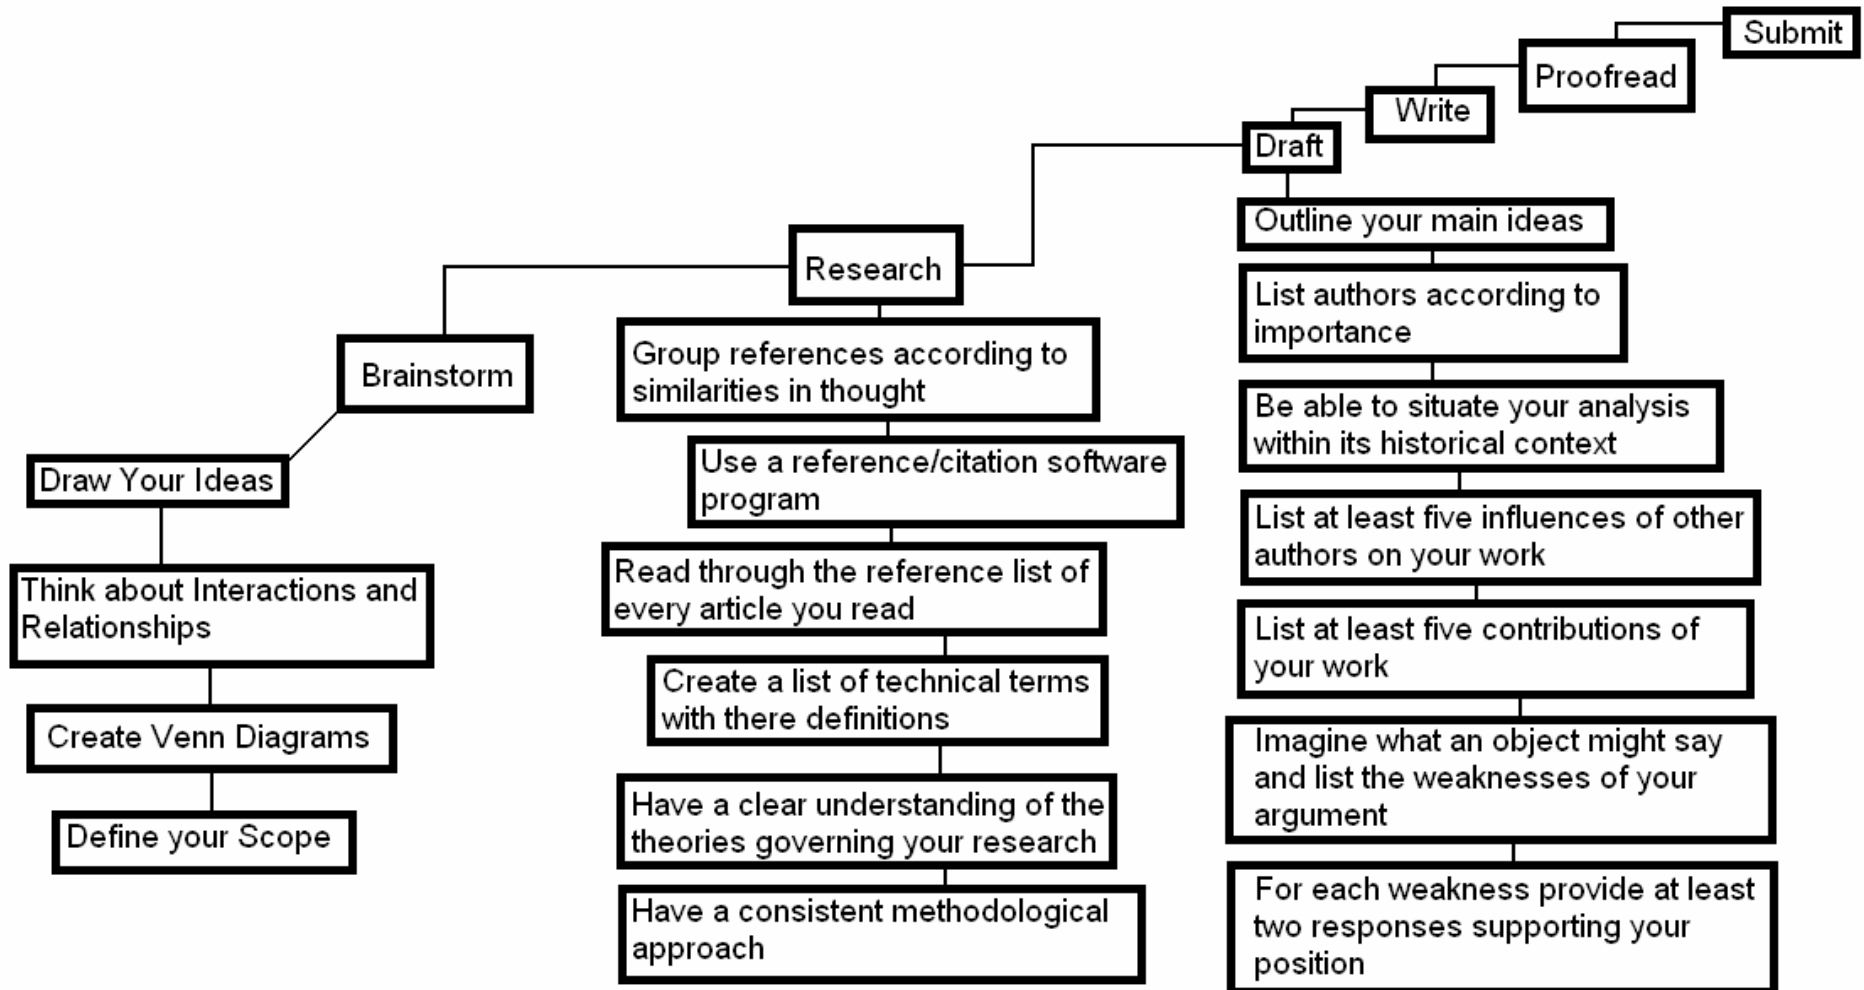 Submit
Proofread
Write
Draft
Outline your main ideas
List authors according to
importance
Be able to situate your analysis
within its historical context
List at least five influences of other
authors on your work
List at least five contributions of
your work
Imagine what an object might say
and list the weaknesses of your
argument
For each weakness provide at least
two responses supporting your
position
Research
Group references according to
similarities in thought
Use a reference/citation software
program
Read through the reference list of
every article you read
Create a list of technical terms
with there definitions
Have a clear understanding of the
theories governing your research
Have a consistent methodological
approach
Brainstorm
Draw Your Ideas
Think about Interactions and
Relationships
Create Venn Diagrams
Define your Scope